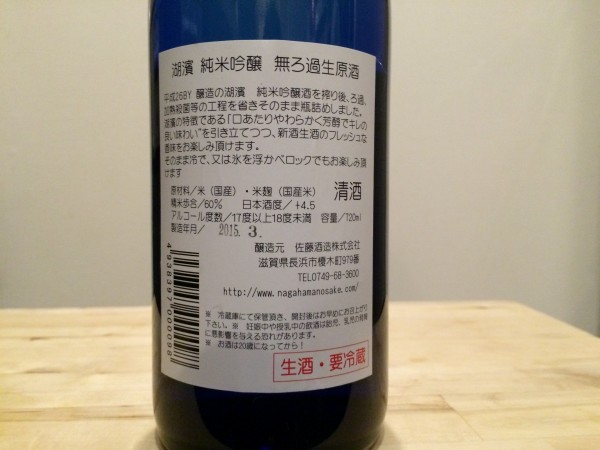 湖濱 純米吟醸 無ろ過生原酒
平成26BY 醸造の湖濱 純米吟醸酒を搾り後、ろ過、
加熱殺菌等の工程を省きそのまま瓶詰めしました。
湖濱の特徴である"口あたりやわらかく芳醇でキレの
良い味わい"を引き立てつつ、新酒生酒のフレッシュな
香味をお楽しみ頂けます。
そのまま冷で、又は氷を浮かべロックでもお楽しみ頂
けます
原材料/米(国産)・米麹(国産米)
清酒
精米歩合/60% 日本酒度/+4.5
アルコール度数/17度以上18度未満 容量/720ml
製造年月/ 2015. 3.
醸造元 佐藤酒造株式会社
滋賀県長浜市榎木町979番
TEL0749-68-3600
http://www.nagahamanosake.com/
※ 冷蔵庫にて保管頂き、開封後はお早めにお召上がり
下さい。※ 妊娠中や授乳中の飲酒は胎児、乳児の発育
に悪影響を与える恐れがあります。
※ お酒は20歳になってから!
生酒・要冷蔵
4938397000098